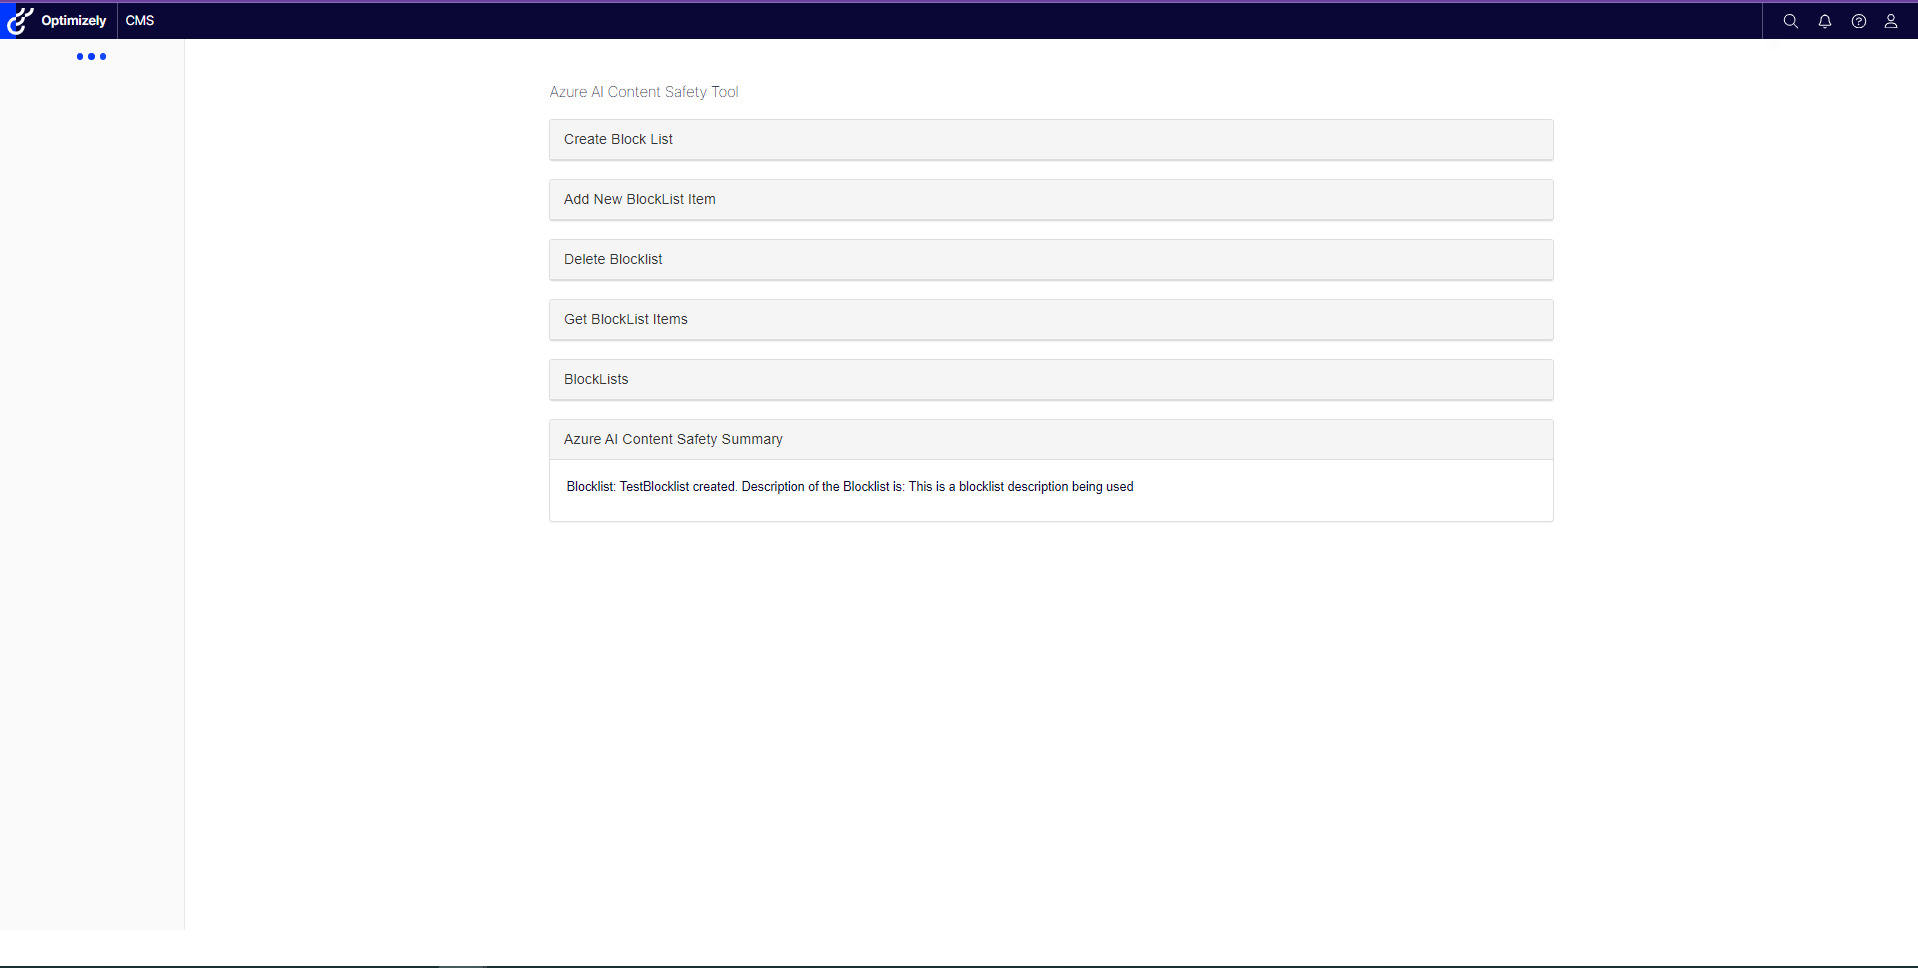 Optimizely CMS
Azure AI Content Safety Tool
Create Block List
Add New BlockList Item
Delete Blocklist
Get BlockList Items
BlockLists
Azure AI Content Safety Summary
Blocklist: TestBlocklist created. Description of the Blocklist is: This is a blocklist description being used